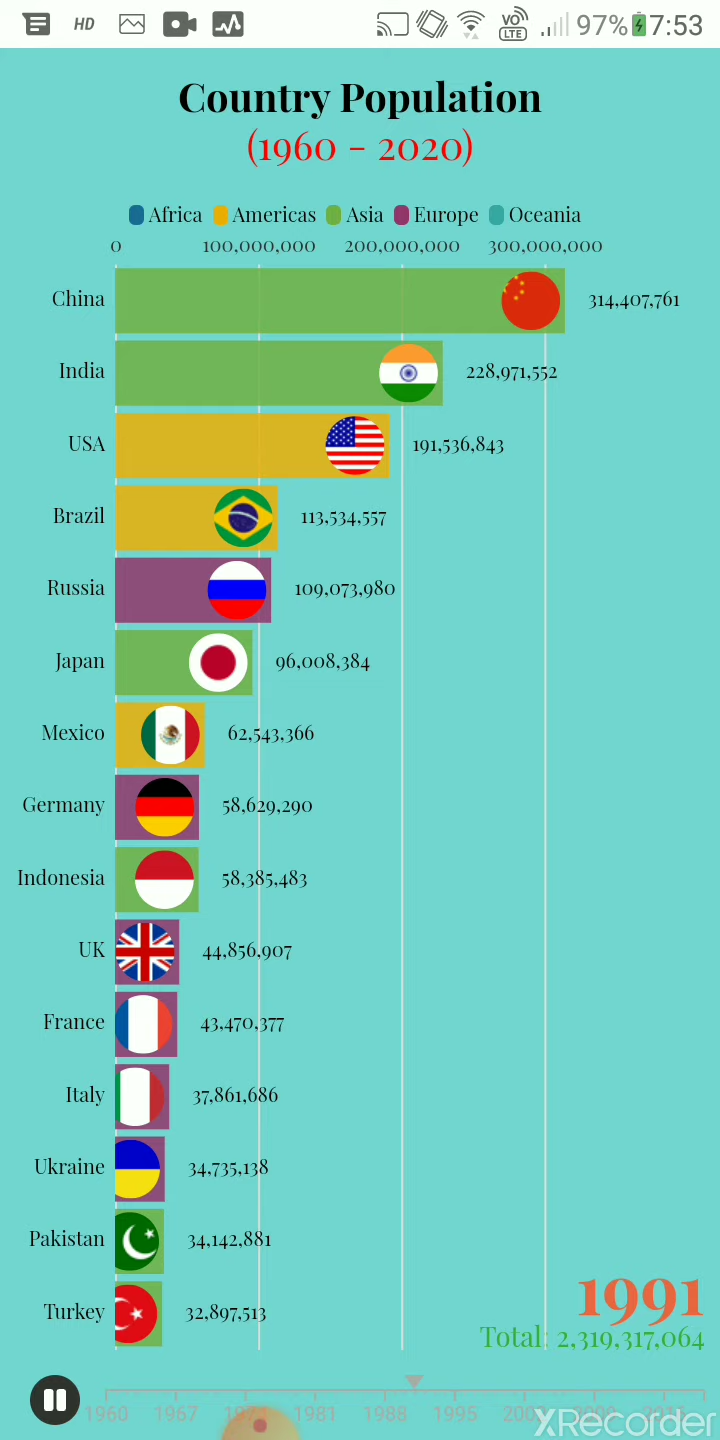 HD VO LTE 97% 7:53
Country Population
(1960 - 2020)
Africa Americas Asia Europe Oceania
0 100,000,000 200,000,000 300,000,000
China 314,407,761
India 228,971,552
USA 191,536,843
Brazil 113,534,557
Russia 109,073,980
Japan 96,008,384
Mexico 62,543,366
Germany 58,629,290
Indonesia 58,385,483
UK 44,856,907
France 43,470,377
Italy 37,861,686
Ukraine 34,735,138
Pakistan 34,142,881
Turkey 32,897,513
1991
Total: 2,319,317,064
1960 1967 1981 1988 1995
XRecorder